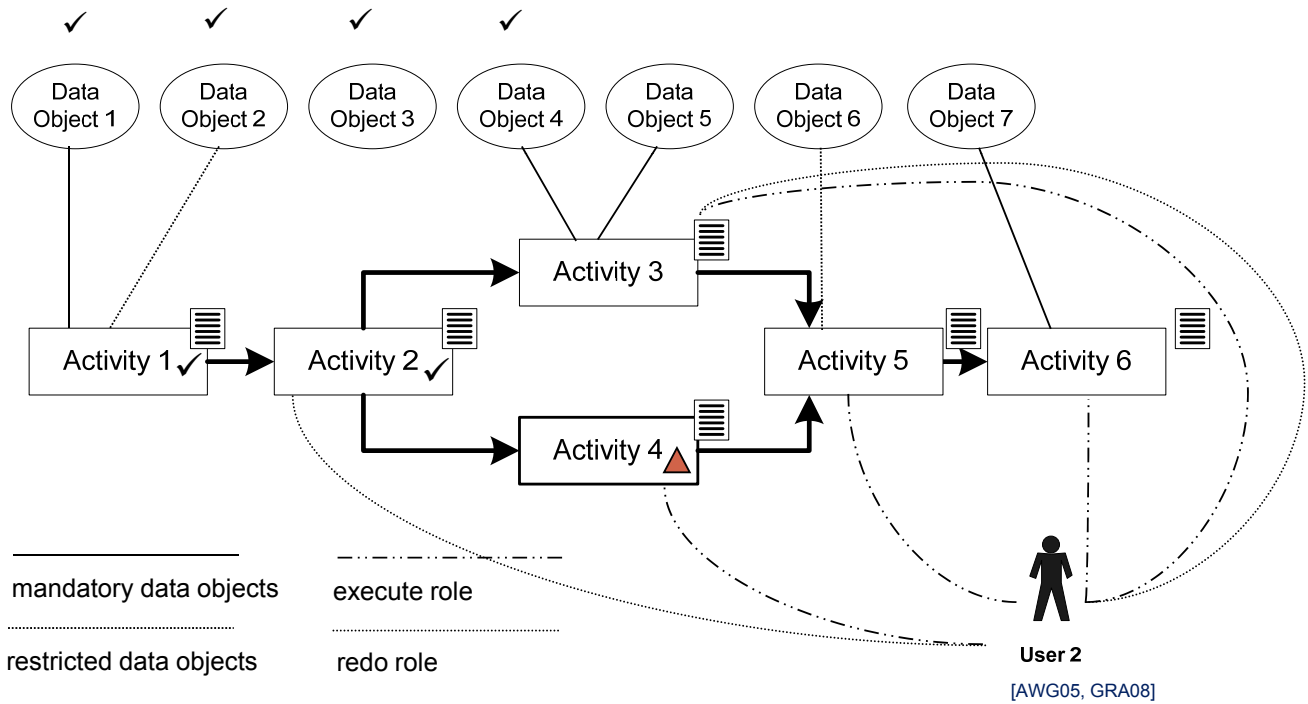 Data
Object 1
Data
Object 2
Data
Object 3
Data
Object 4
Data
Object 5
Data
Object 6
Data
Object 7
Activity 3
Activity 1
Activity 2
Activity 5
Activity 6
Activity 4
mandatory data objects
execute role
restricted data objects
redo role
User 2
[AWG05, GRA08]